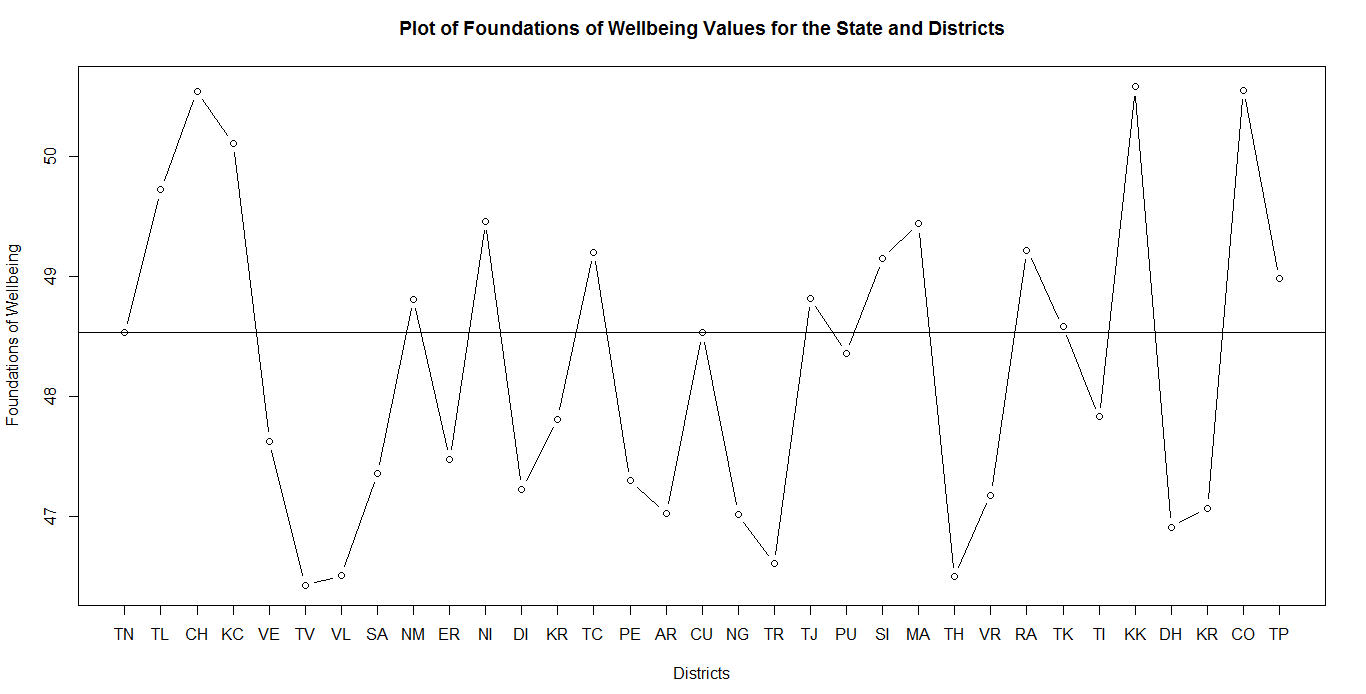 Plot of Foundations of Wellbeing Values for the State and Districts
Foundations of Wellbeing
50
49
48
47
TN TL CH KC VE TV VL SA NM ER NI DI KR TC PE AR CU NG TR TJ PU SI MA TH VR RA TK TI KK DH KR CO TP
Districts